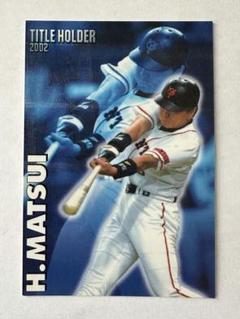 TITLE HOLDER
2002
H. MATSUI